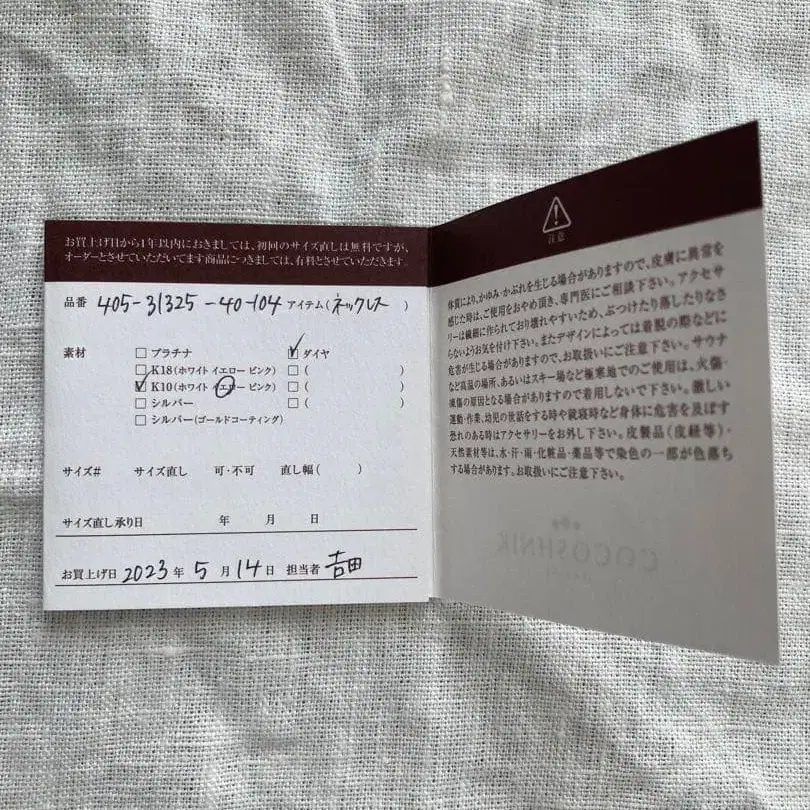 お買上げ日から1年以内におきましては、初回のサイズ直しは無料ですが、
オーダーとさせていただいてます商品につきましては、有料とさせていただきます。
品番 405-31325-40-104 アイテム(ネックレス)
素材 □プラチナ ☑ダイヤ
□K18(ホワイト イエロー ピンク) □( )
☑K10(ホワイト イエロー ピンク) □( )
□シルバー □( )
□シルバー(ゴールドコーティング)
サイズ# サイズ直し 可・不可 直し幅( )
サイズ直し承り日 年 月 日
お買上げ日 2023年 5月 14日 担当者 吉田
注意
体質により、かゆみ・かぶれを生じる場合がありますので、皮膚に異常を
感じた時は、ご使用をおやめ頂き、専門医にご相談下さい。アクセサ
リーは繊細に作られており壊れやすいため、ぶつけたり落したりなさ
らないようお気を付け下さい。またデザインによっては着脱の際などに
危害が生じる場合がありますので、お取扱いにご注意下さい。サウナ
など高温の場所、あるいはスキー場など極寒地でのご使用は、火傷・
凍傷の原因となる場合がありますので着用しないで下さい。激しい
運動・作業、幼児の世話をする時や就寝時など身体に危害を及ぼす
恐れのある時はアクセサリーをお外し下さい。皮製品(皮紐等)・
天然素材等は、水・汗・雨・化粧品・薬品等で染色の一部が色落ち
する場合があります。お取扱いにご注意下さい。
COCOSHNIK